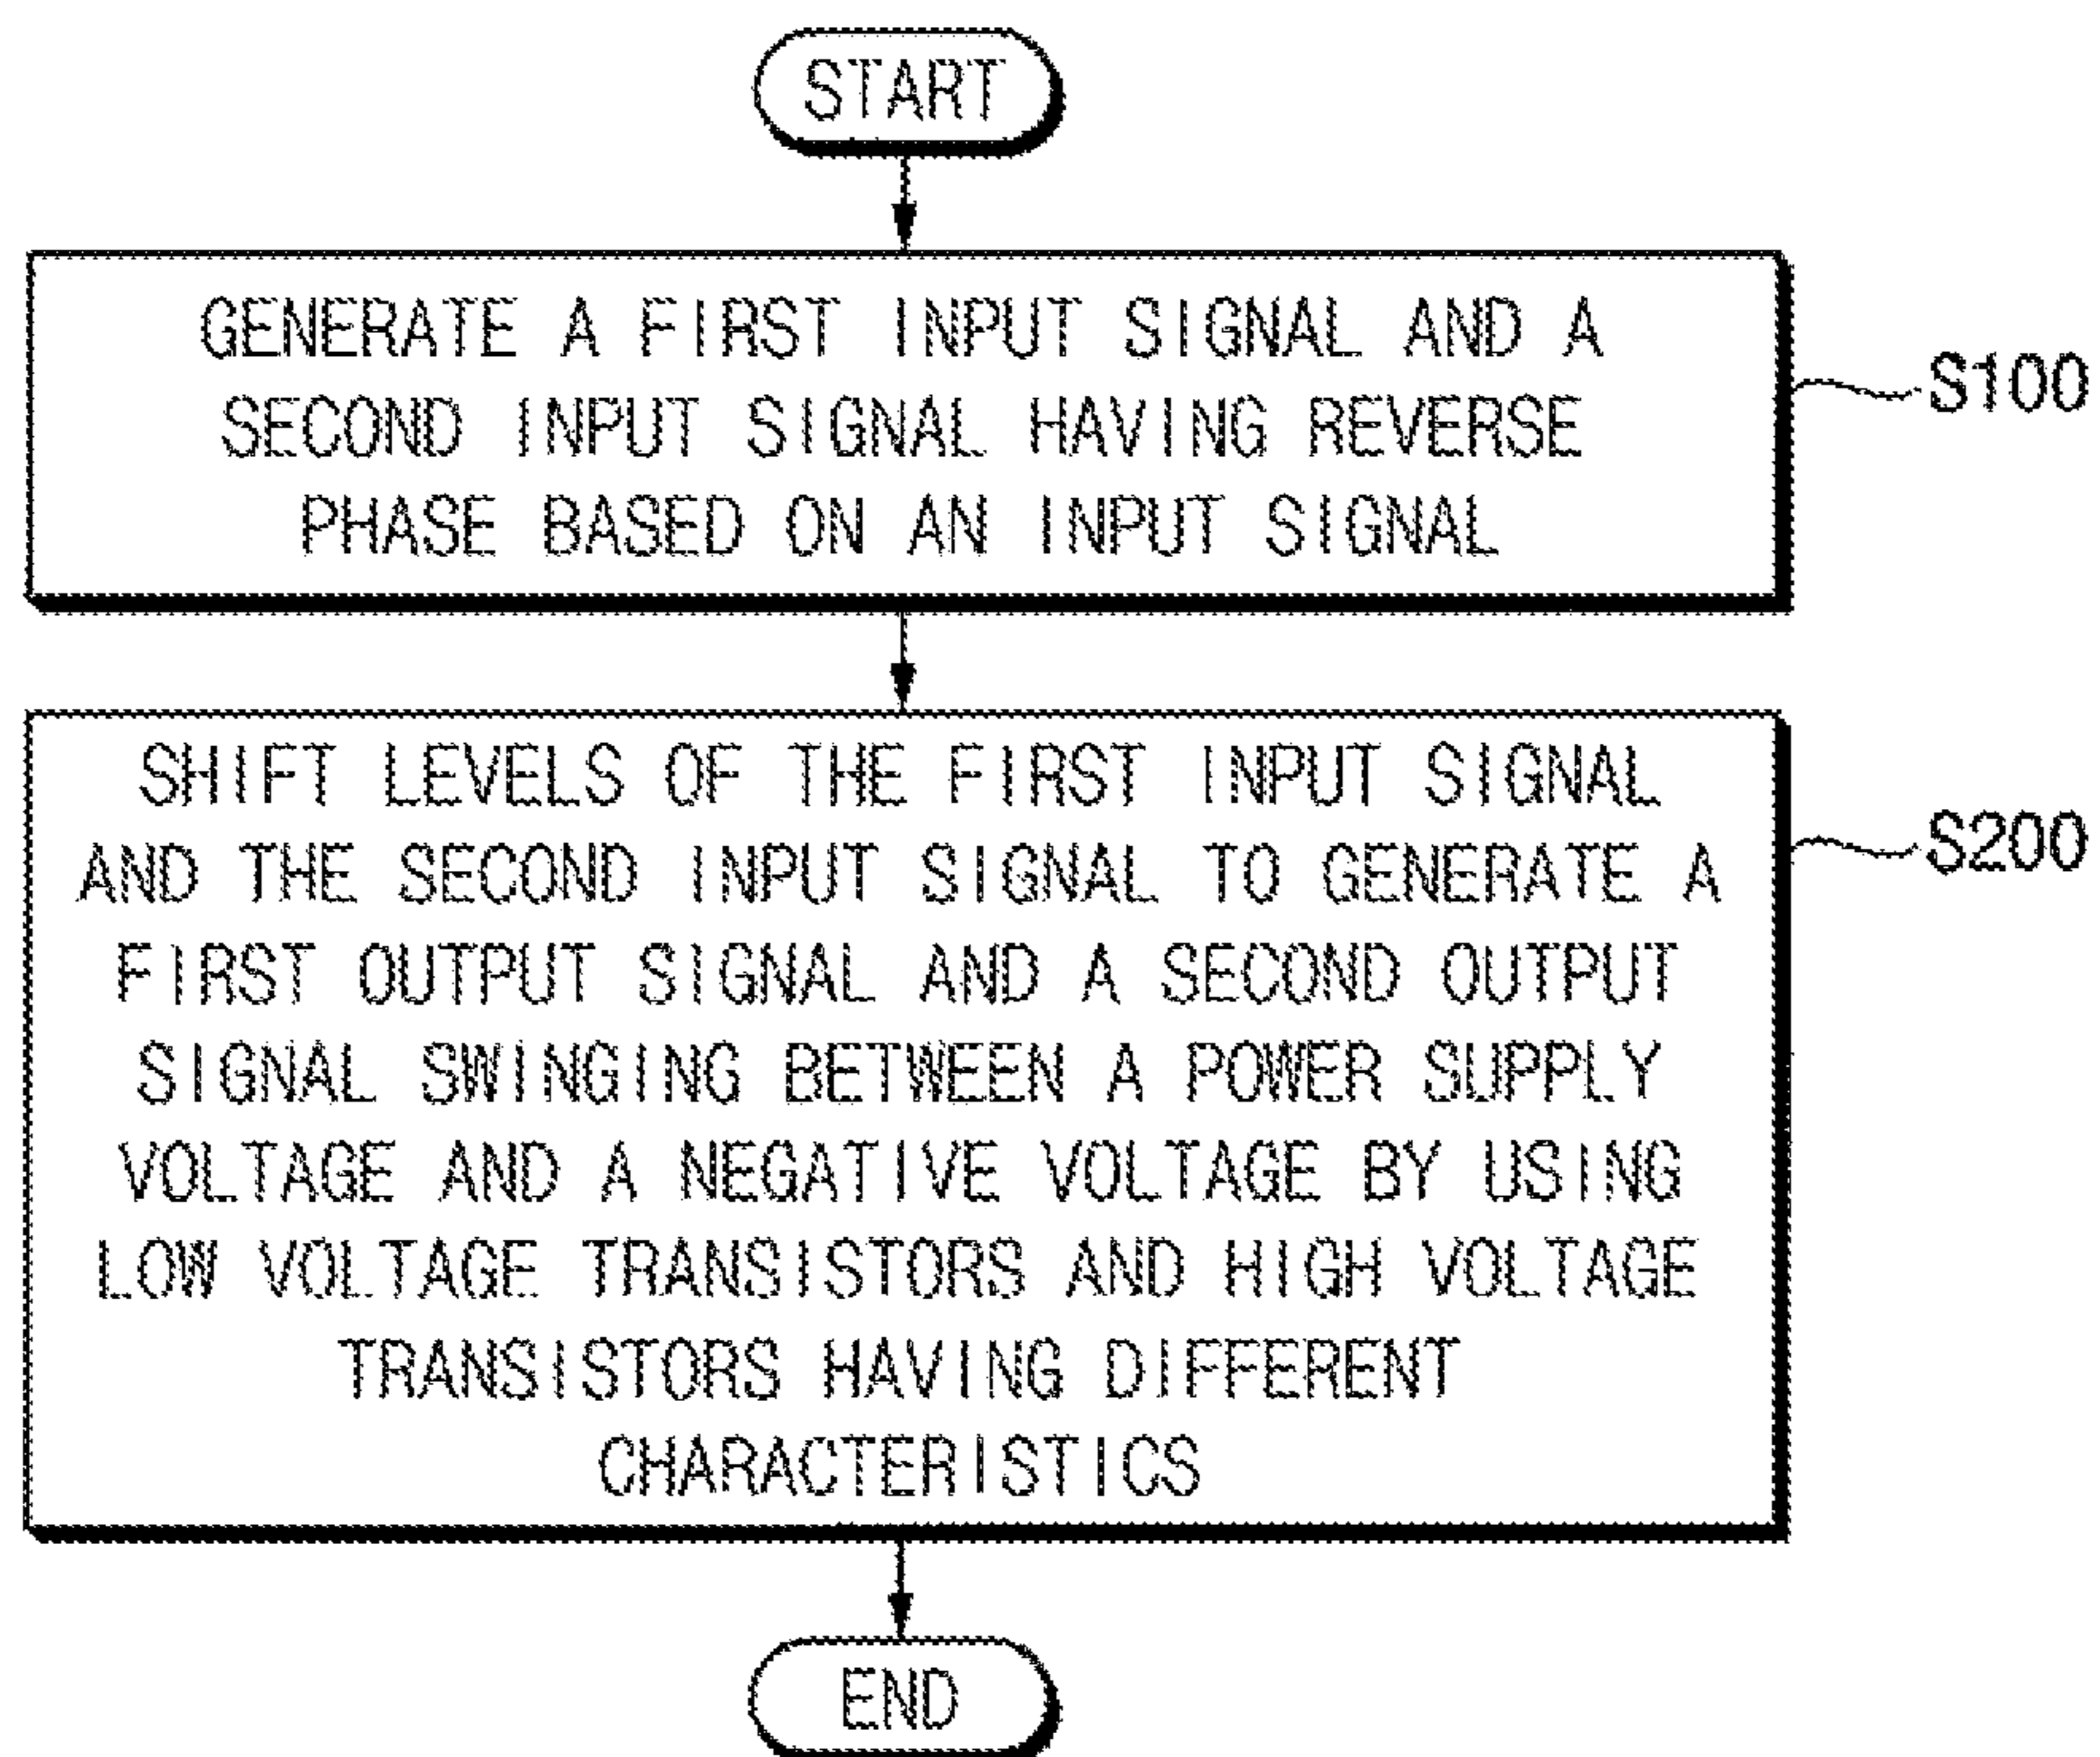 START
GENERATE A FIRST INPUT SIGNAL AND A
SECOND INPUT SIGNAL HAVING REVERSE
PHASE BASED ON AN INPUT SIGNAL
S100
SHIFT LEVELS OF THE FIRST INPUT SIGNAL
AND THE SECOND INPUT SIGNAL TO GENERATE A
FIRST OUTPUT SIGNAL AND A SECOND OUTPUT
SIGNAL SWINGING BETWEEN A POWER SUPPLY
VOLTAGE AND A NEGATIVE VOLTAGE BY USING
LOW VOLTAGE TRANSISTORS AND HIGH VOLTAGE
TRANSISTORS HAVING DIFFERENT
CHARACTERISTICS
S200
END